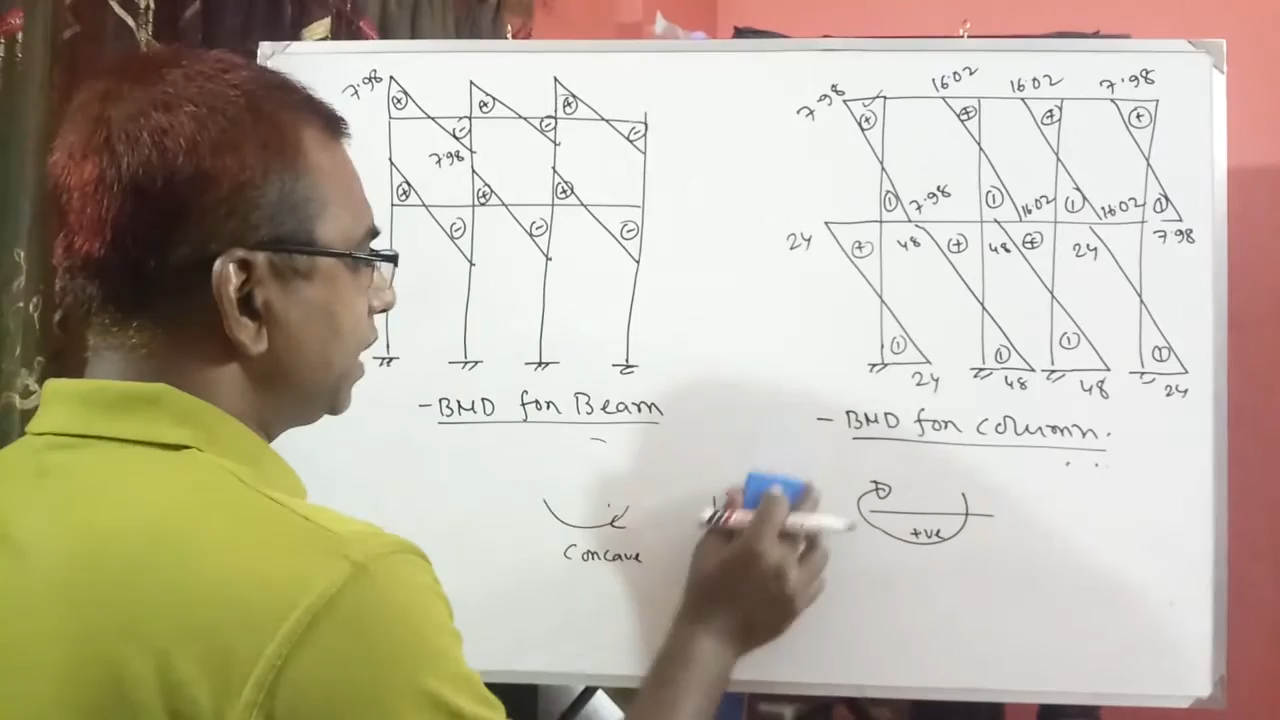 7.98
+ + + - - -
7.98
+ + + - - -
- BMD for Beam
Concave
7.98 16.02 16.02 7.98
+ + + +
7.98 16.02 16.02
7.98
24 48 48 24
+ + +
24 48 48 24
- BMD for column.
+ve